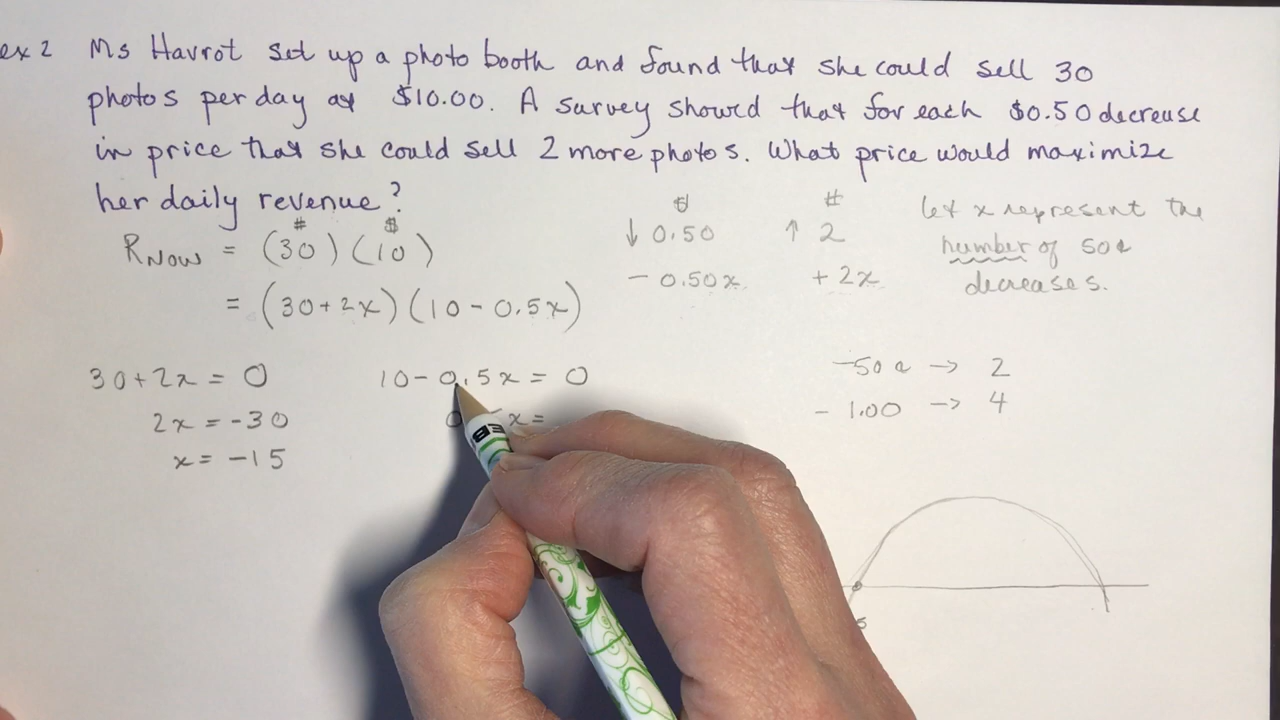 ex 2 Ms Havrot set up a photo booth and found that she could sell 30
photos per day at $10.00. A survey showed that for each $0.50 decrease
in price that she could sell 2 more photos. What price would maximize
her daily revenue?
# $
R NOW = (30)(10)
= (30+2x)(10-0.5x)
$ #
↓ 0.50 ↑ 2
- 0.50x + 2x
let x represent the
number of 50¢
decreases.
30+2x = 0
2x = -30
x = -15
10-0.5x = 0
x =
-50¢ → 2
- 1.00 → 4